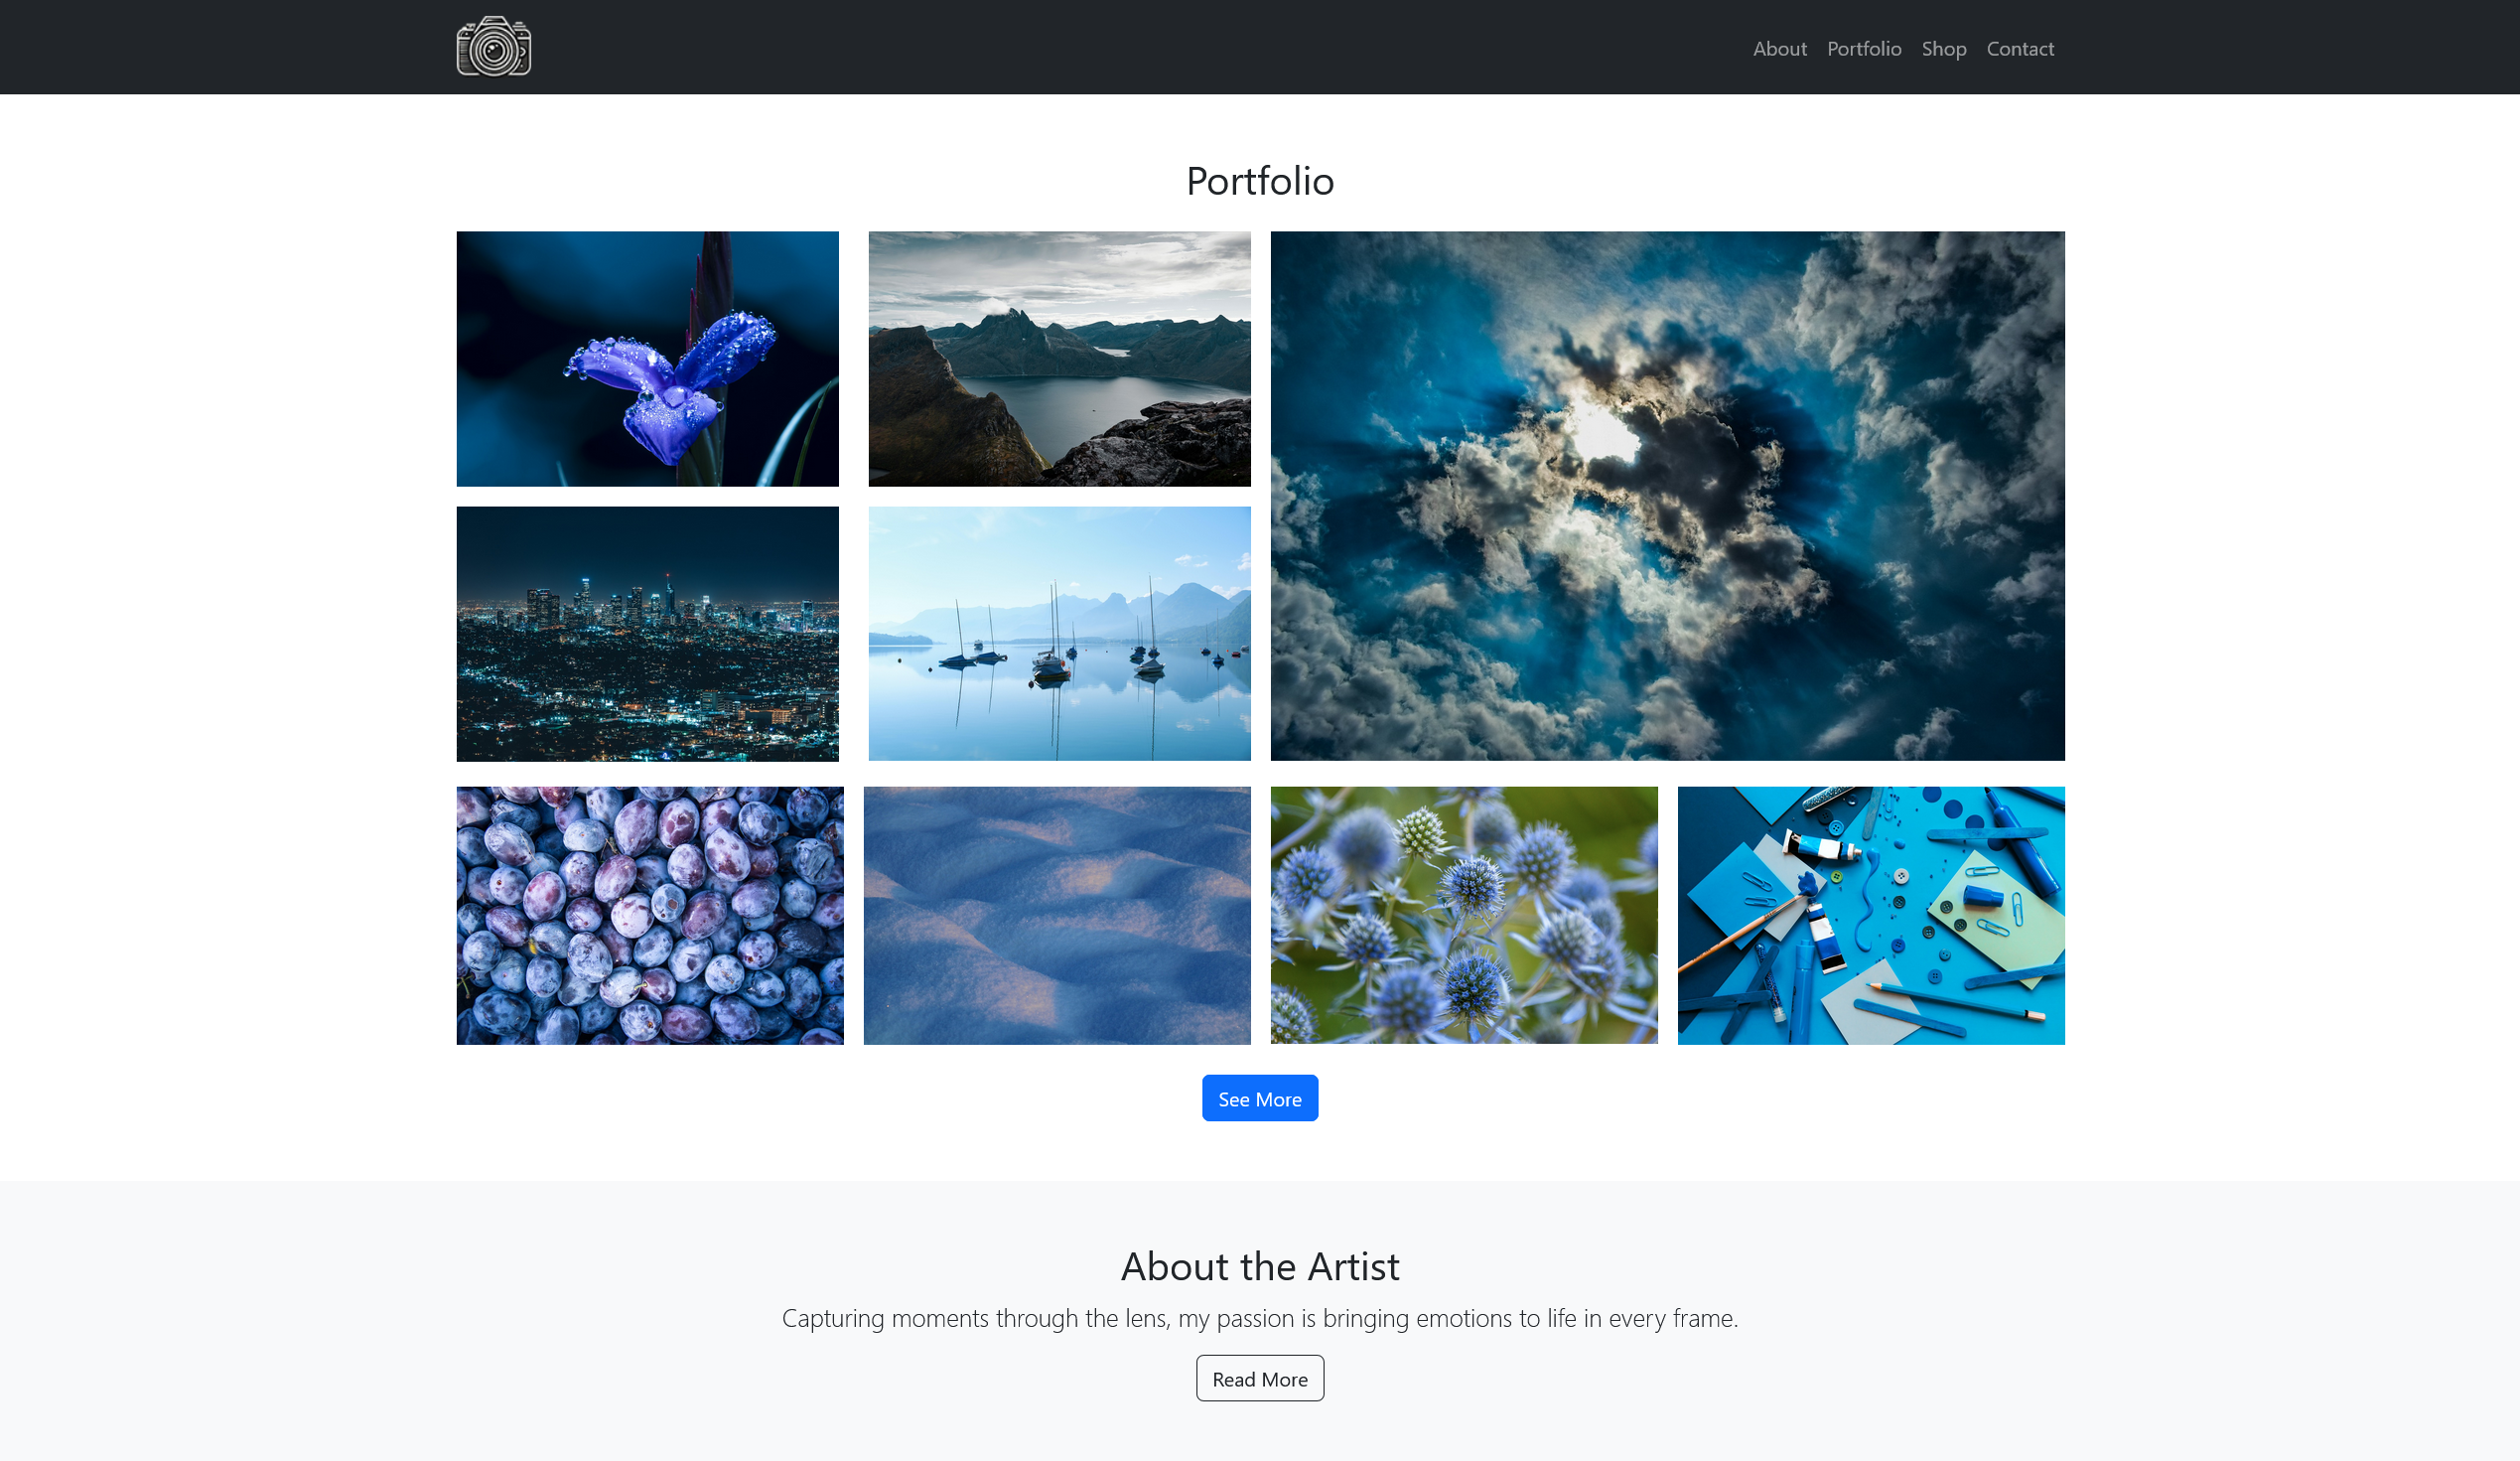 About Portfolio Shop Contact
Portfolio
See More
About the Artist
Capturing moments through the lens, my passion is bringing emotions to life in every frame.
Read More